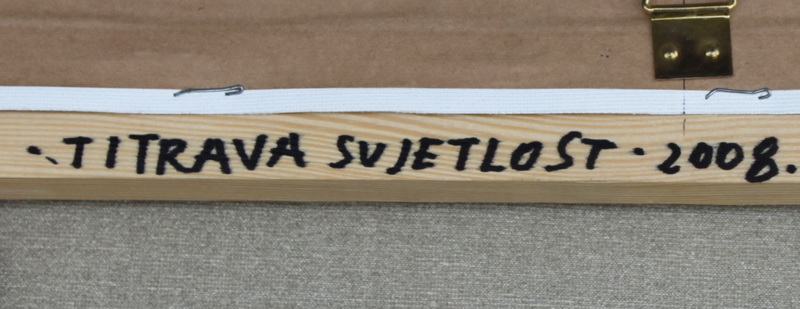 ·. TITRAVA SVJETLOST · 2008.